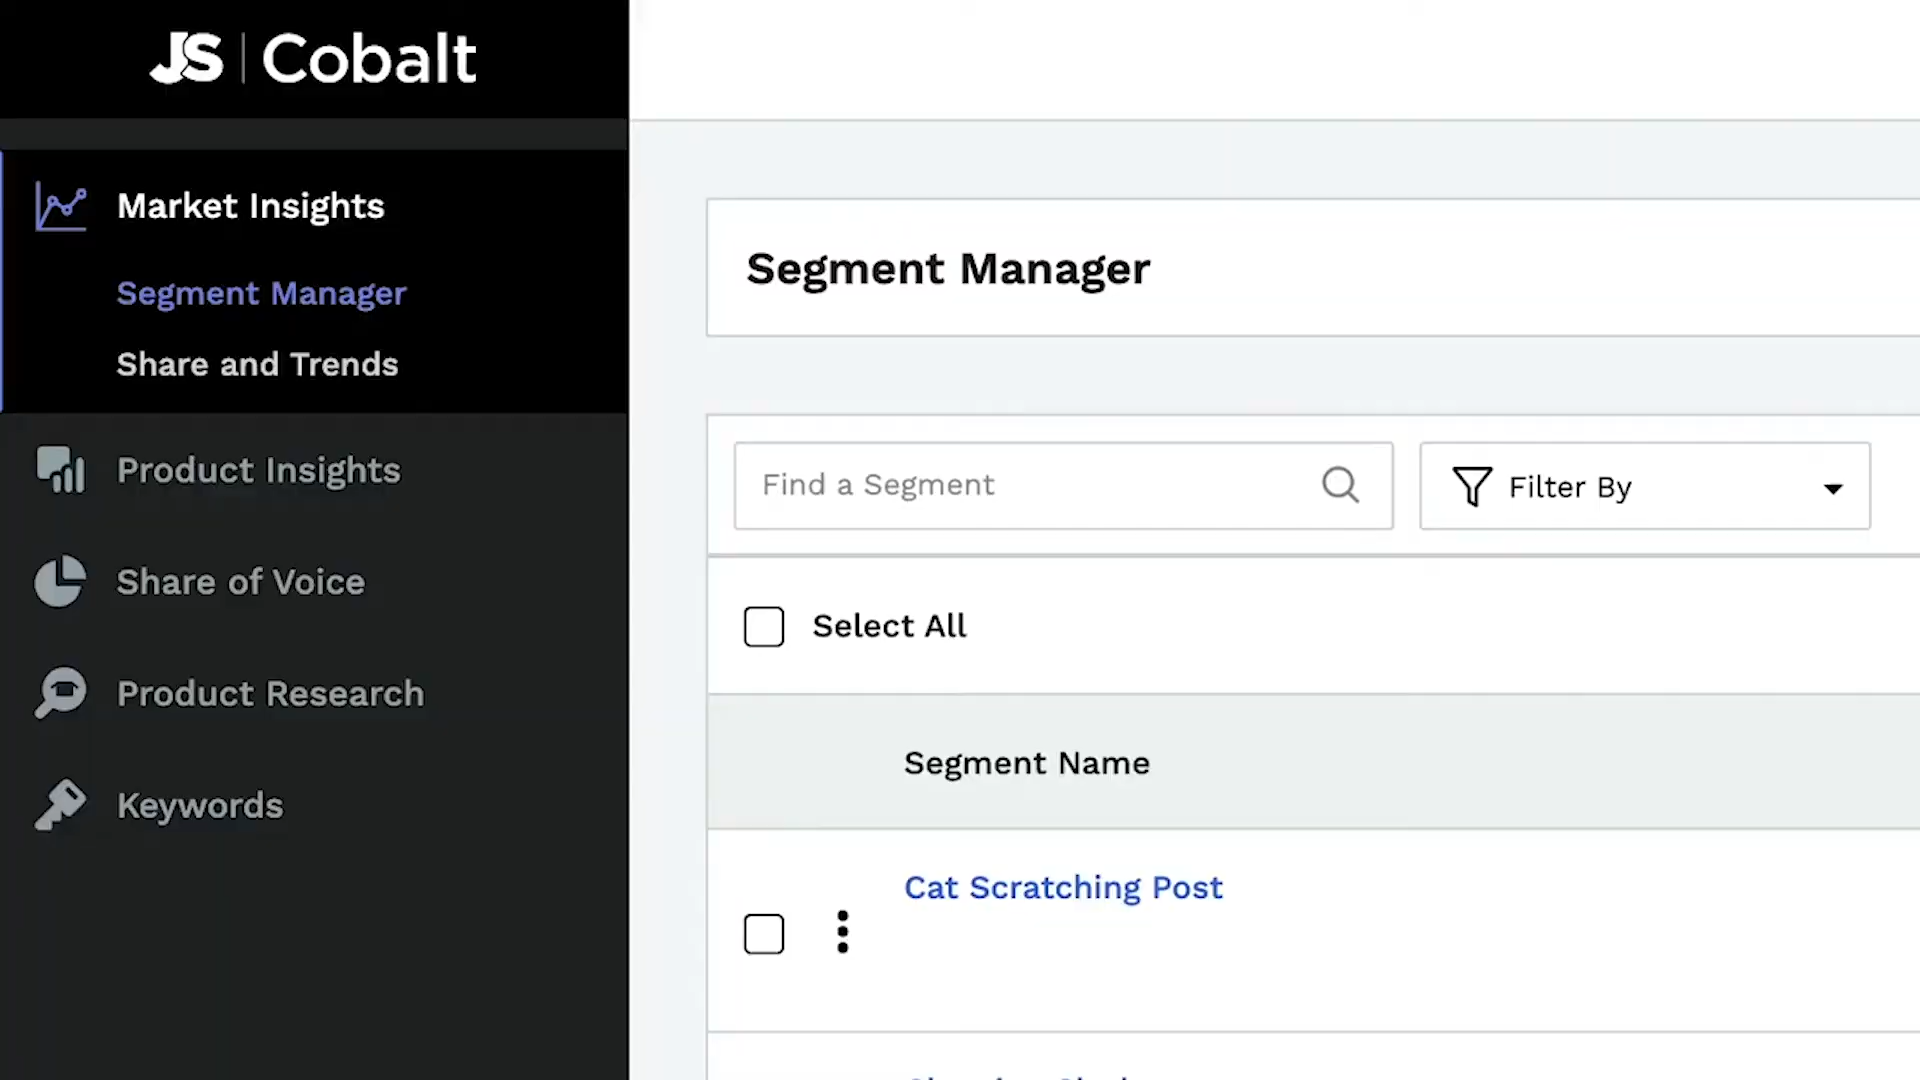 JS | Cobalt
Market Insights
Segment Manager
Share and Trends
Product Insights
Share of Voice
Product Research
Keywords
Segment Manager
Find a Segment
Filter By
Select All
Segment Name
Cat Scratching Post